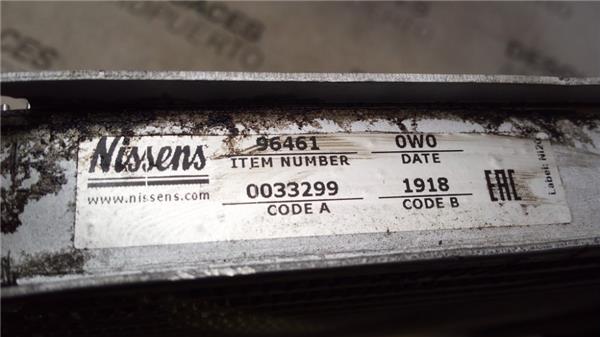 Nissens
www.nissens.com
96461
ITEM NUMBER
0W0
DATE
0033299
CODE A
1918
CODE B
EAC